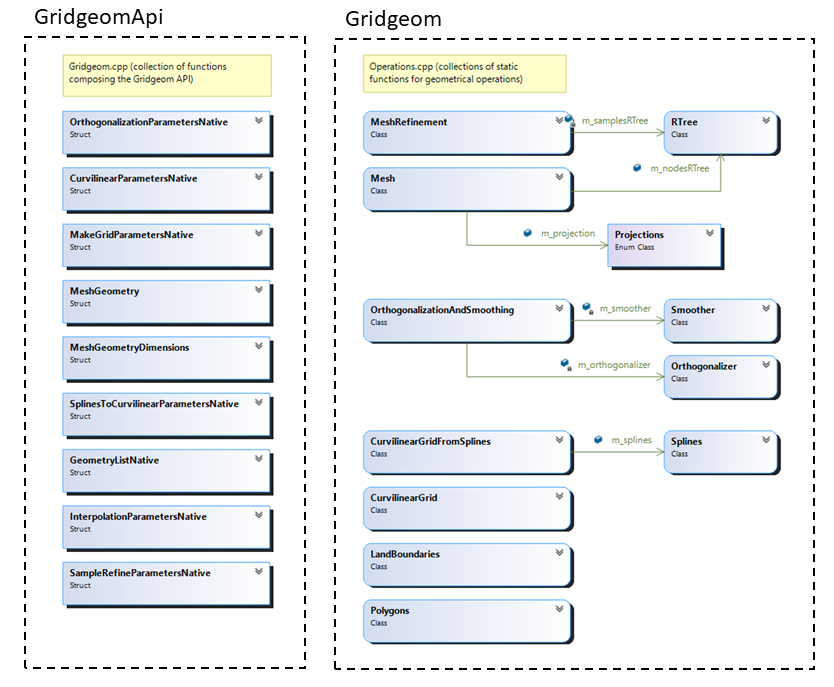 GridgeomApi
Gridgeom.cpp (collection of functions
composing the Gridgeom API)
OrthogonalizationParametersNative
Struct
CurvilinearParametersNative
Struct
MakeGridParametersNative
Struct
MeshGeometry
Struct
MeshGeometryDimensions
Struct
SplinesToCurvilinearParametersNative
Struct
GeometryListNative
Struct
InterpolationParametersNative
Struct
SampleRefineParametersNative
Struct
Gridgeom
Operations.cpp (collections of static
functions for geometrical operations)
MeshRefinement
Class
m_samplesRTree
RTree
Class
Mesh
Class
m_nodesRTree
m_projection
Projections
Enum Class
OrthogonalizationAndSmoothing
Class
m_smoother
Smoother
Class
m_orthogonalizer
Orthogonalizer
Class
CurvilinearGridFromSplines
Class
m_splines
Splines
Class
CurvilinearGrid
Class
LandBoundaries
Class
Polygons
Class